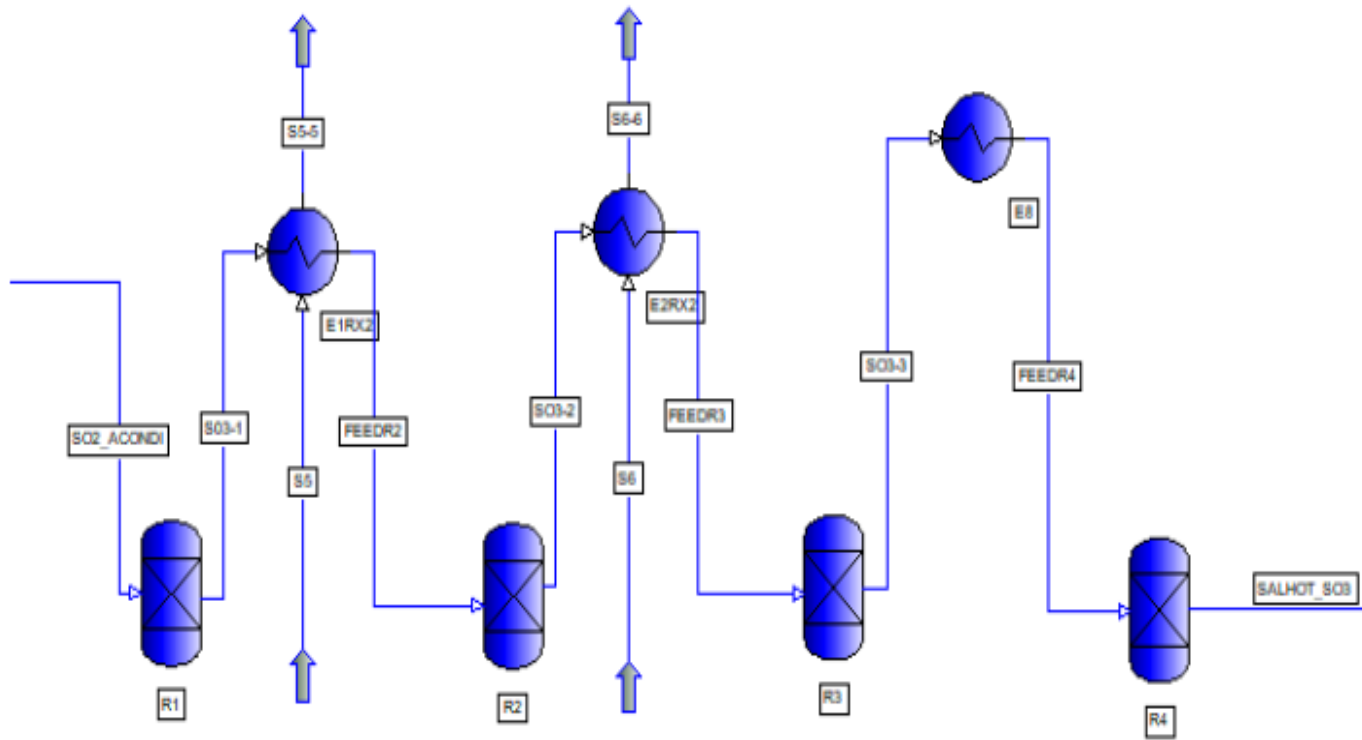 S5-5
S6-6
E8
E1RX2
E2RX2
SO3-3
FEEDR4
SO2_ACONDI
S03-1
FEEDR2
SO3-2
FEEDR3
S5
S6
SALHOT_SO3
R1
R2
R3
R4